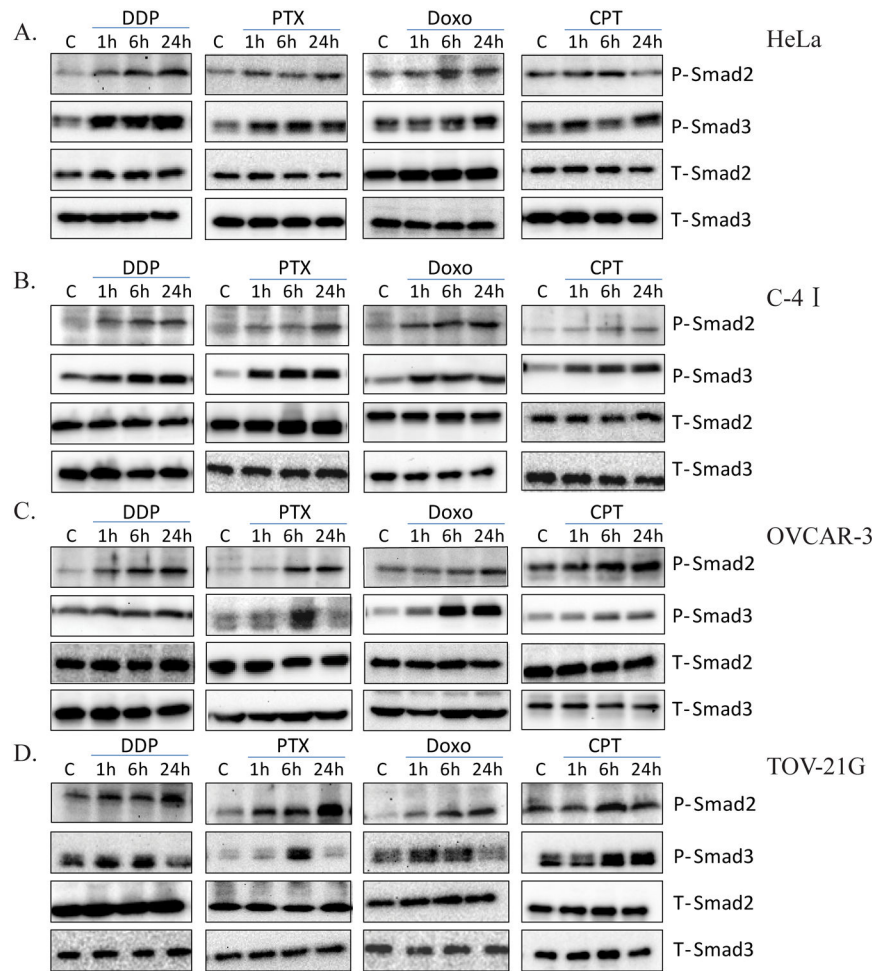 A.
DDP PTX Doxo CPT
C 1h 6h 24h C 1h 6h 24h C 1h 6h 24h C 1h 6h 24h
HeLa
P-Smad2
P-Smad3
T-Smad2
T-Smad3
B.
DDP PTX Doxo CPT
C 1h 6h 24h C 1h 6h 24h C 1h 6h 24h C 1h 6h 24h
C-4 I
P-Smad2
P-Smad3
T-Smad2
T-Smad3
C.
DDP PTX Doxo CPT
C 1h 6h 24h C 1h 6h 24h C 1h 6h 24h C 1h 6h 24h
OVCAR-3
P-Smad2
P-Smad3
T-Smad2
T-Smad3
D.
DDP PTX Doxo CPT
C 1h 6h 24h C 1h 6h 24h C 1h 6h 24h C 1h 6h 24h
TOV-21G
P-Smad2
P-Smad3
T-Smad2
T-Smad3